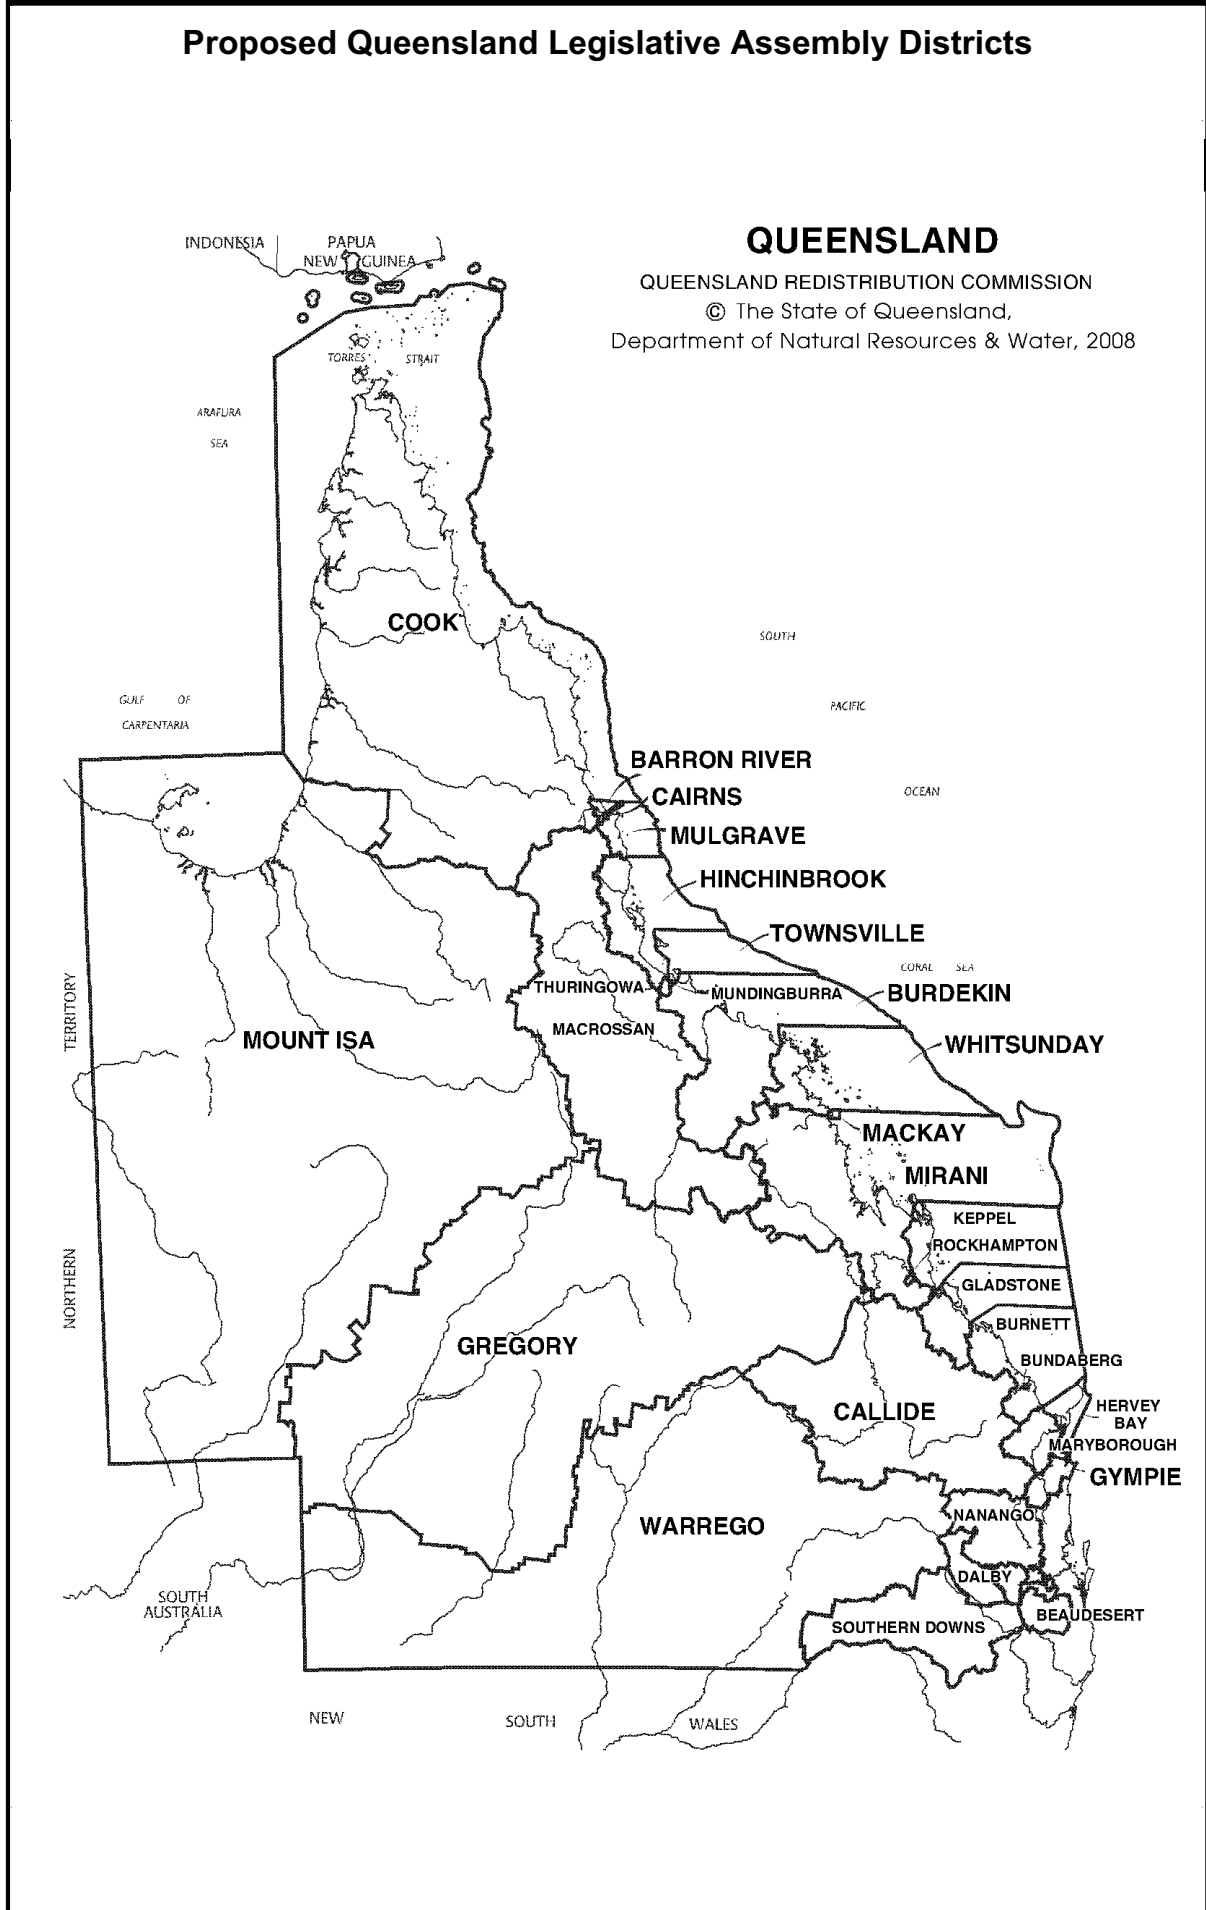 Proposed Queensland Legislative Assembly Districts
QUEENSLAND
QUEENSLAND REDISTRIBUTION COMMISSION
© The State of Queensland,
Department of Natural Resources & Water, 2008
INDONESIA
PAPUA
NEW GUINEA
TORRES STRAIT
ARAFURA
SEA
COOK
SOUTH
GULF OF
CARPENTARIA
PACIFIC
BARRON RIVER
OCEAN
CAIRNS
MULGRAVE
HINCHINBROOK
TOWNSVILLE
CORAL SEA
THURINGOWA
MUNDINGBURRA
BURDEKIN
TERRITORY
MACROSSAN
MOUNT ISA
WHITSUNDAY
MACKAY
MIRANI
KEPPEL
ROCKHAMPTON
NORTHERN
GLADSTONE
BURNETT
GREGORY
BUNDABERG
CALLIDE
HERVEY
BAY
MARYBOROUGH
GYMPIE
NANANGO
WARREGO
DALBY
SOUTH
AUSTRALIA
BEAUDESERT
SOUTHERN DOWNS
NEW
SOUTH
WALES